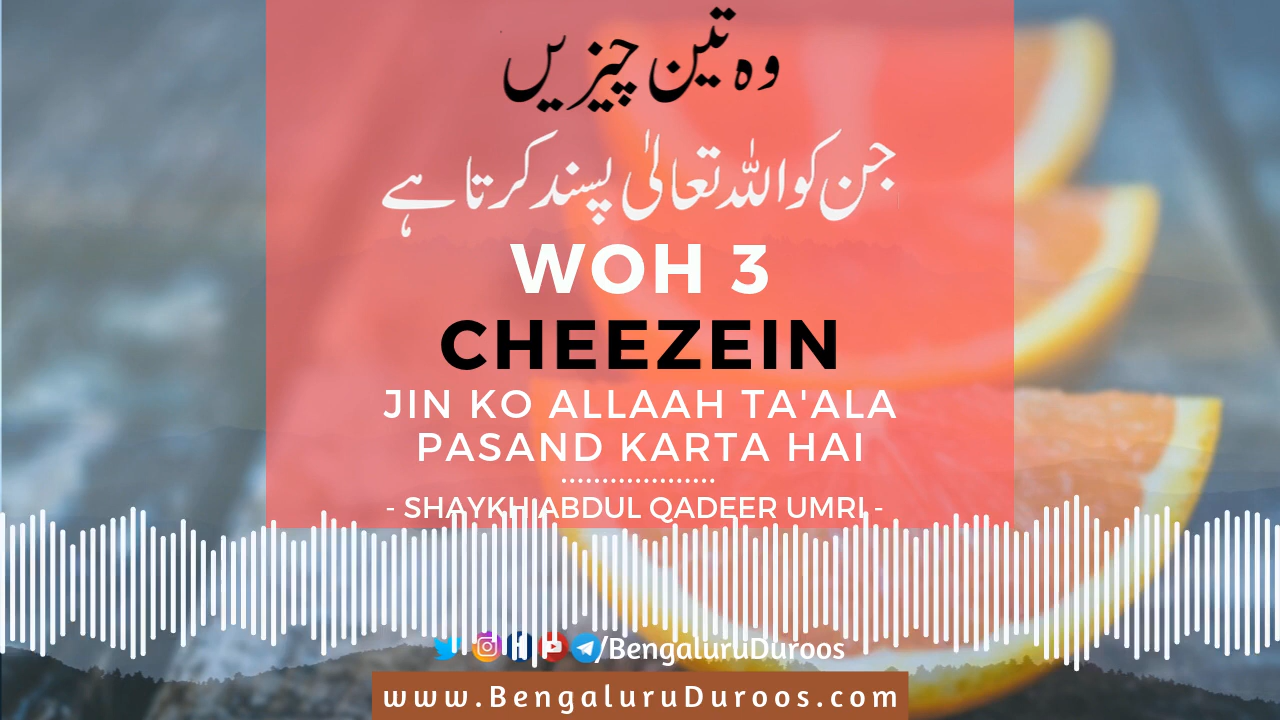 وہ تین چیزیں
جن کو اللہ تعالیٰ پسند کرتا ہے
WOH 3
CHEEZEIN
JIN KO ALLAAH TA'ALA
PASAND KARTA HAI
- SHAYKH ABDUL QADEER UMRI -
/BengaluruDuroos
www.BengaluruDuroos.com